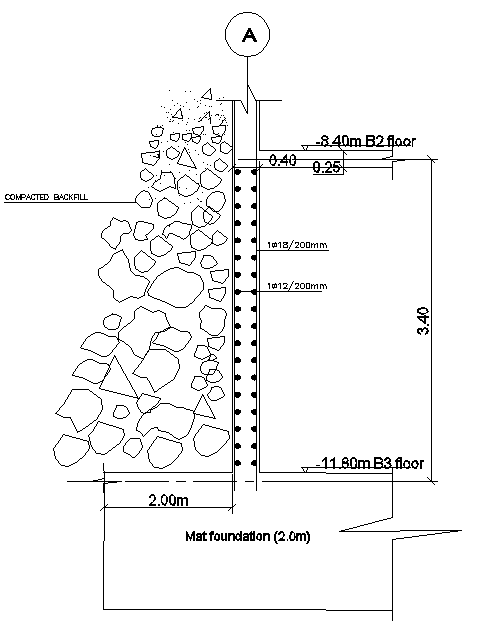 A
-8.40m B2 floor
0.40
0.25
COMPACTED BACKFILL
1Φ18/200mm
1Φ12/200mm
3.40
-11.80m B3 floor
2.00m
Mat foundation (2.0m)